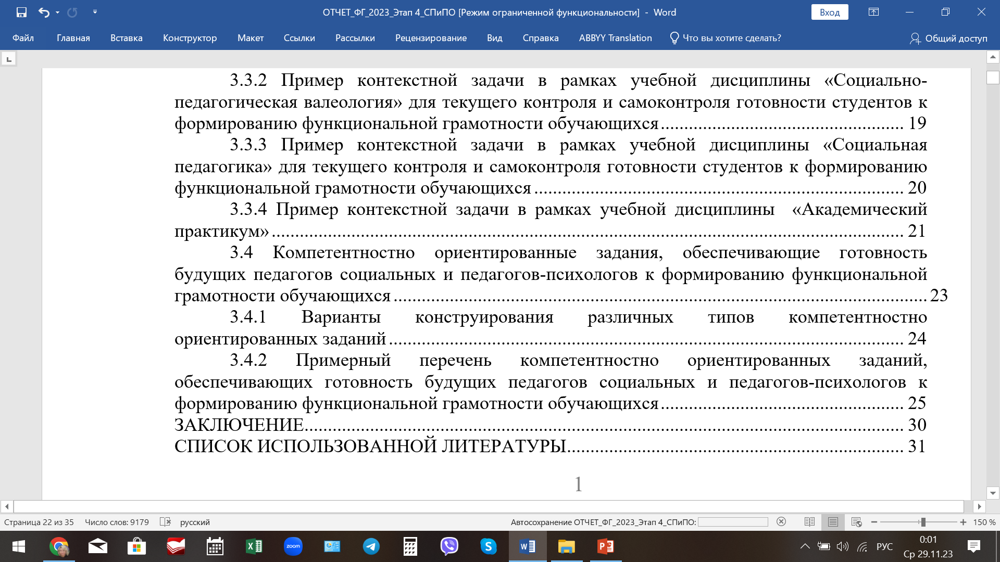 ОТЧЕТ_ФГ_2023_Этап 4_СПиПО [Режим ограниченной функциональности] - Word
Вход
Файл Главная Вставка Конструктор Макет Ссылки Рассылки Рецензирование Вид Справка ABBYY Translation Что вы хотите сделать? Общий доступ
3.3.2 Пример контекстной задачи в рамках учебной дисциплины «Социально-
педагогическая валеология» для текущего контроля и самоконтроля готовности студентов к
формированию функциональной грамотности обучающихся.................................................... 19
3.3.3 Пример контекстной задачи в рамках учебной дисциплины «Социальная
педагогика» для текущего контроля и самоконтроля готовности студентов к формированию
функциональной грамотности обучающихся............................................................................... 20
3.3.4 Пример контекстной задачи в рамках учебной дисциплины «Академический
практикум»....................................................................................................................................... 21
3.4 Компетентностно ориентированные задания, обеспечивающие готовность
будущих педагогов социальных и педагогов-психологов к формированию функциональной
грамотности обучающихся.................................................................................................................. 23
3.4.1 Варианты конструирования различных типов компетентностно
ориентированных заданий.............................................................................................................. 24
3.4.2 Примерный перечень компетентностно ориентированных заданий,
обеспечивающих готовность будущих педагогов социальных и педагогов-психологов к
формированию функциональной грамотности обучающихся.................................................... 25
ЗАКЛЮЧЕНИЕ................................................................................................................................ 30
СПИСОК ИСПОЛЬЗОВАННОЙ ЛИТЕРАТУРЫ........................................................................ 31
1
Страница 22 из 35 Число слов: 9179 русский Автосохранение ОТЧЕТ_ФГ_2023_Этап 4_СПиПО: 150 %
zoom
РУС
0:01
Ср 29.11.23